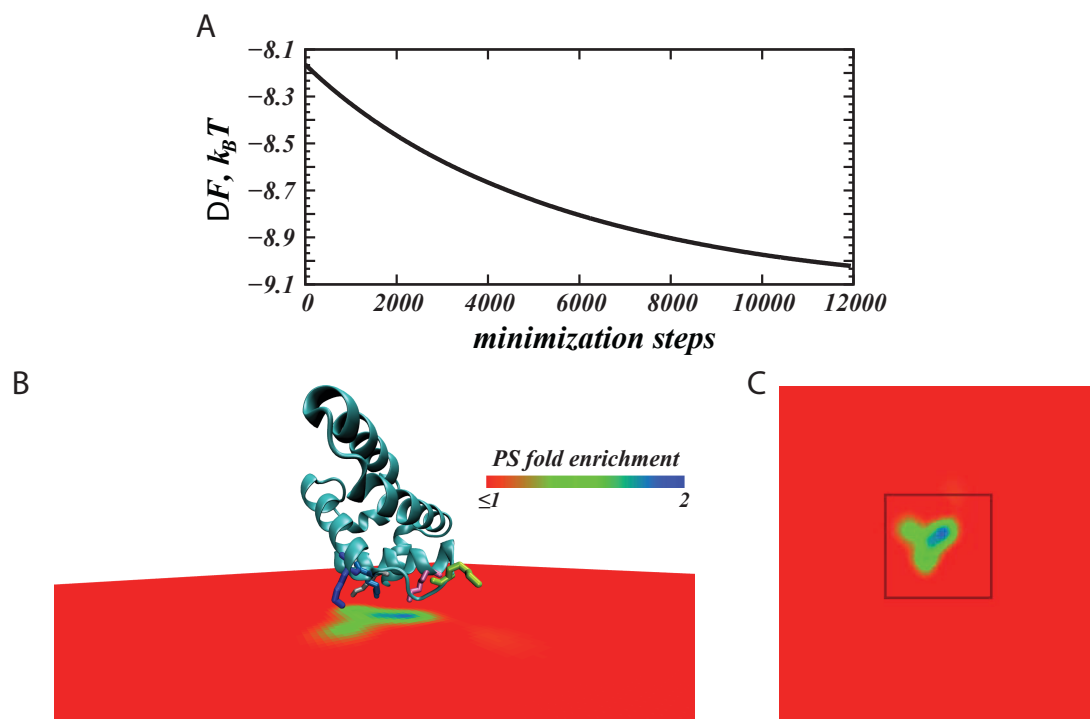 A
−8.1
−8.3
−8.5
−8.7
−8.9
−9.1
DF, k_BT
0 2000 4000 6000 8000 10000 12000
minimization steps
B
C
PS fold enrichment
≤1 2